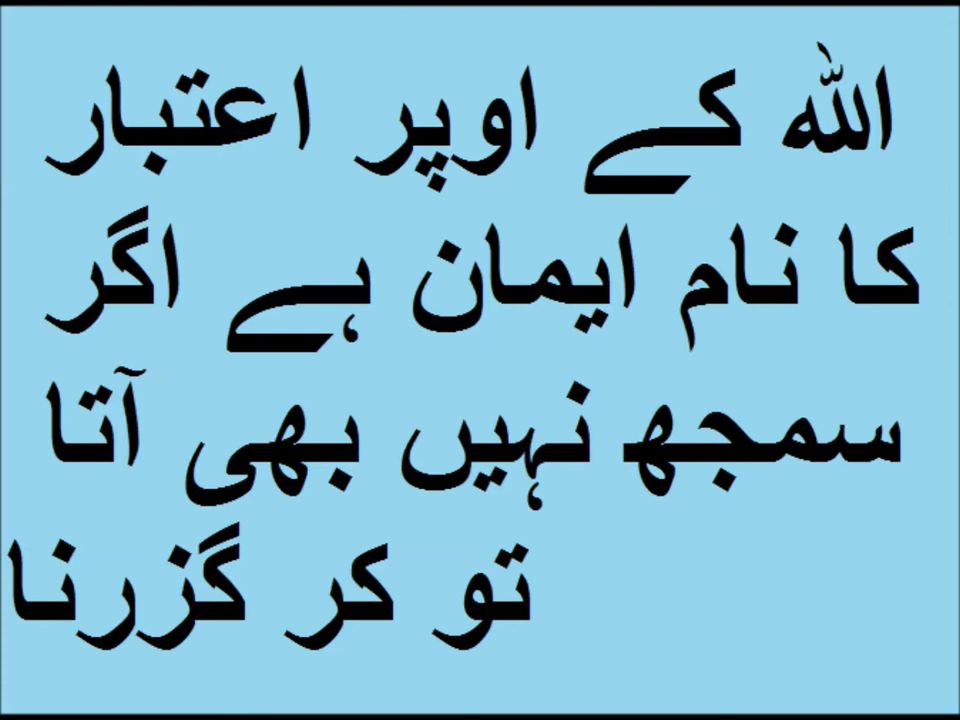 اللہ کے اوپر اعتبار
کا نام ایمان ہے اگر
سمجھ نہیں بھی آتا
تو کر گزرنا